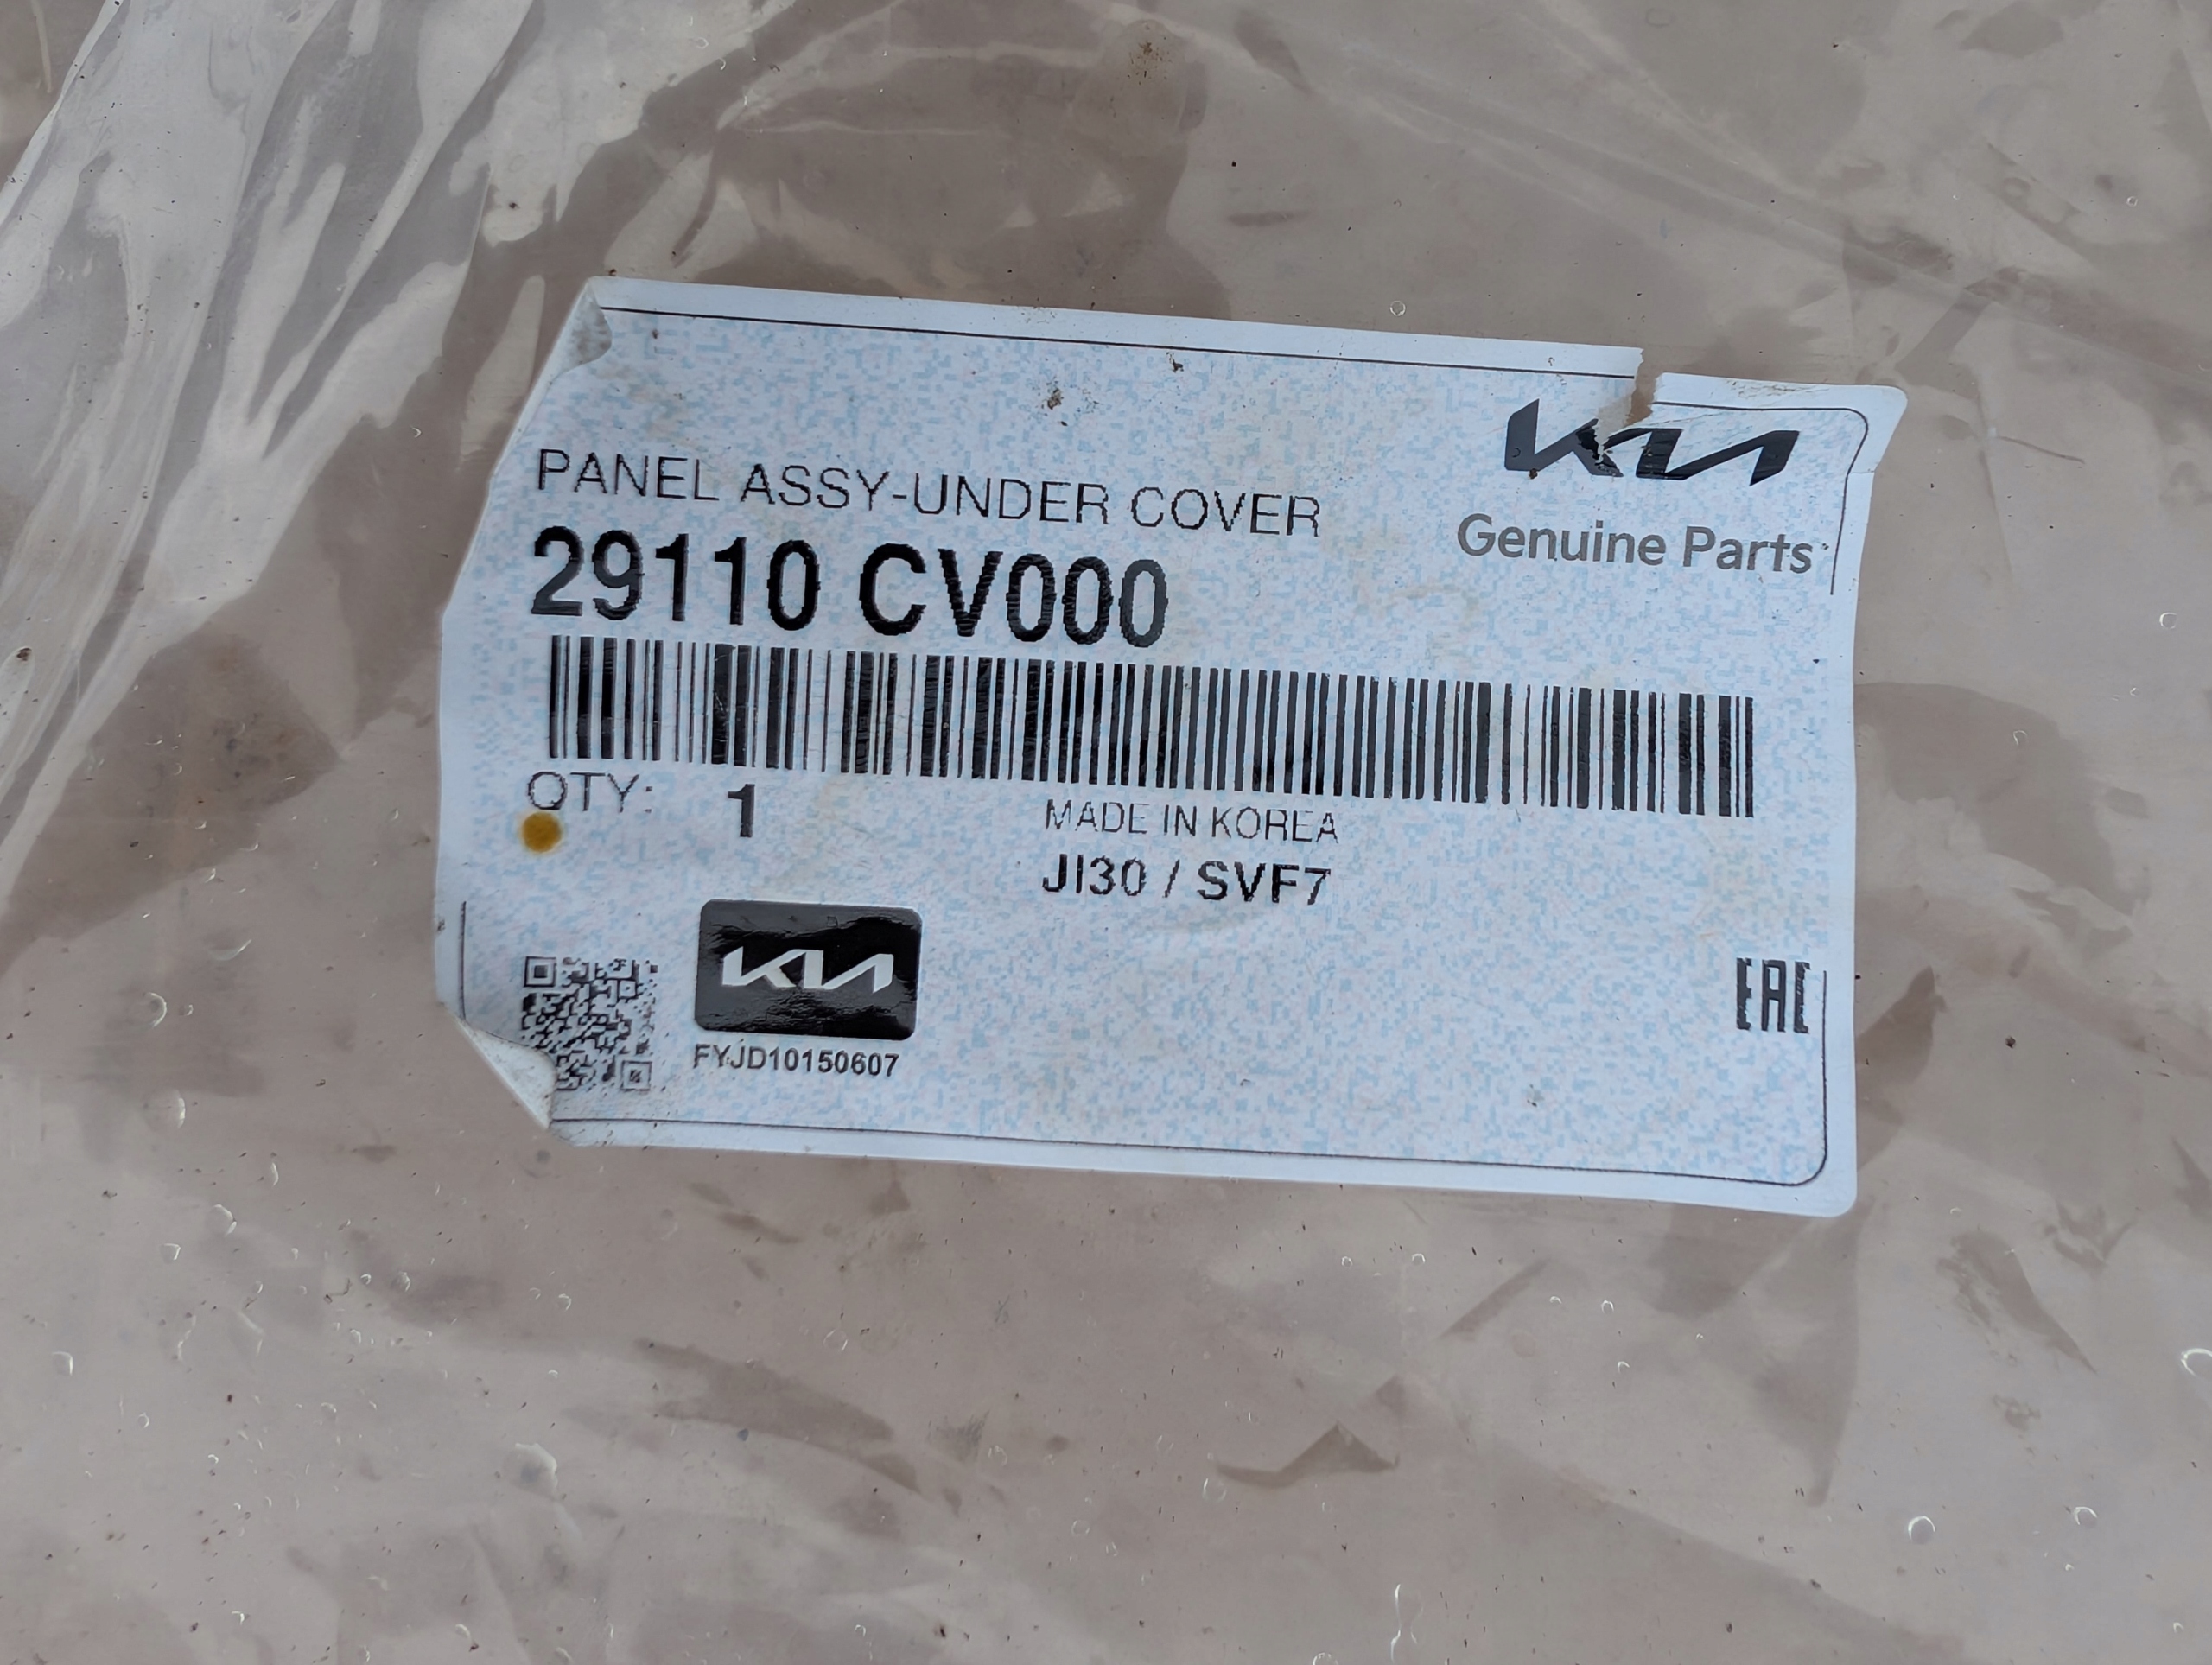 KIA
Genuine Parts
PANEL ASSY-UNDER COVER
29110 CV000
QTY: 1
MADE IN KOREA
JI30 / SVF7
KIA
FYJD10150607
EAC